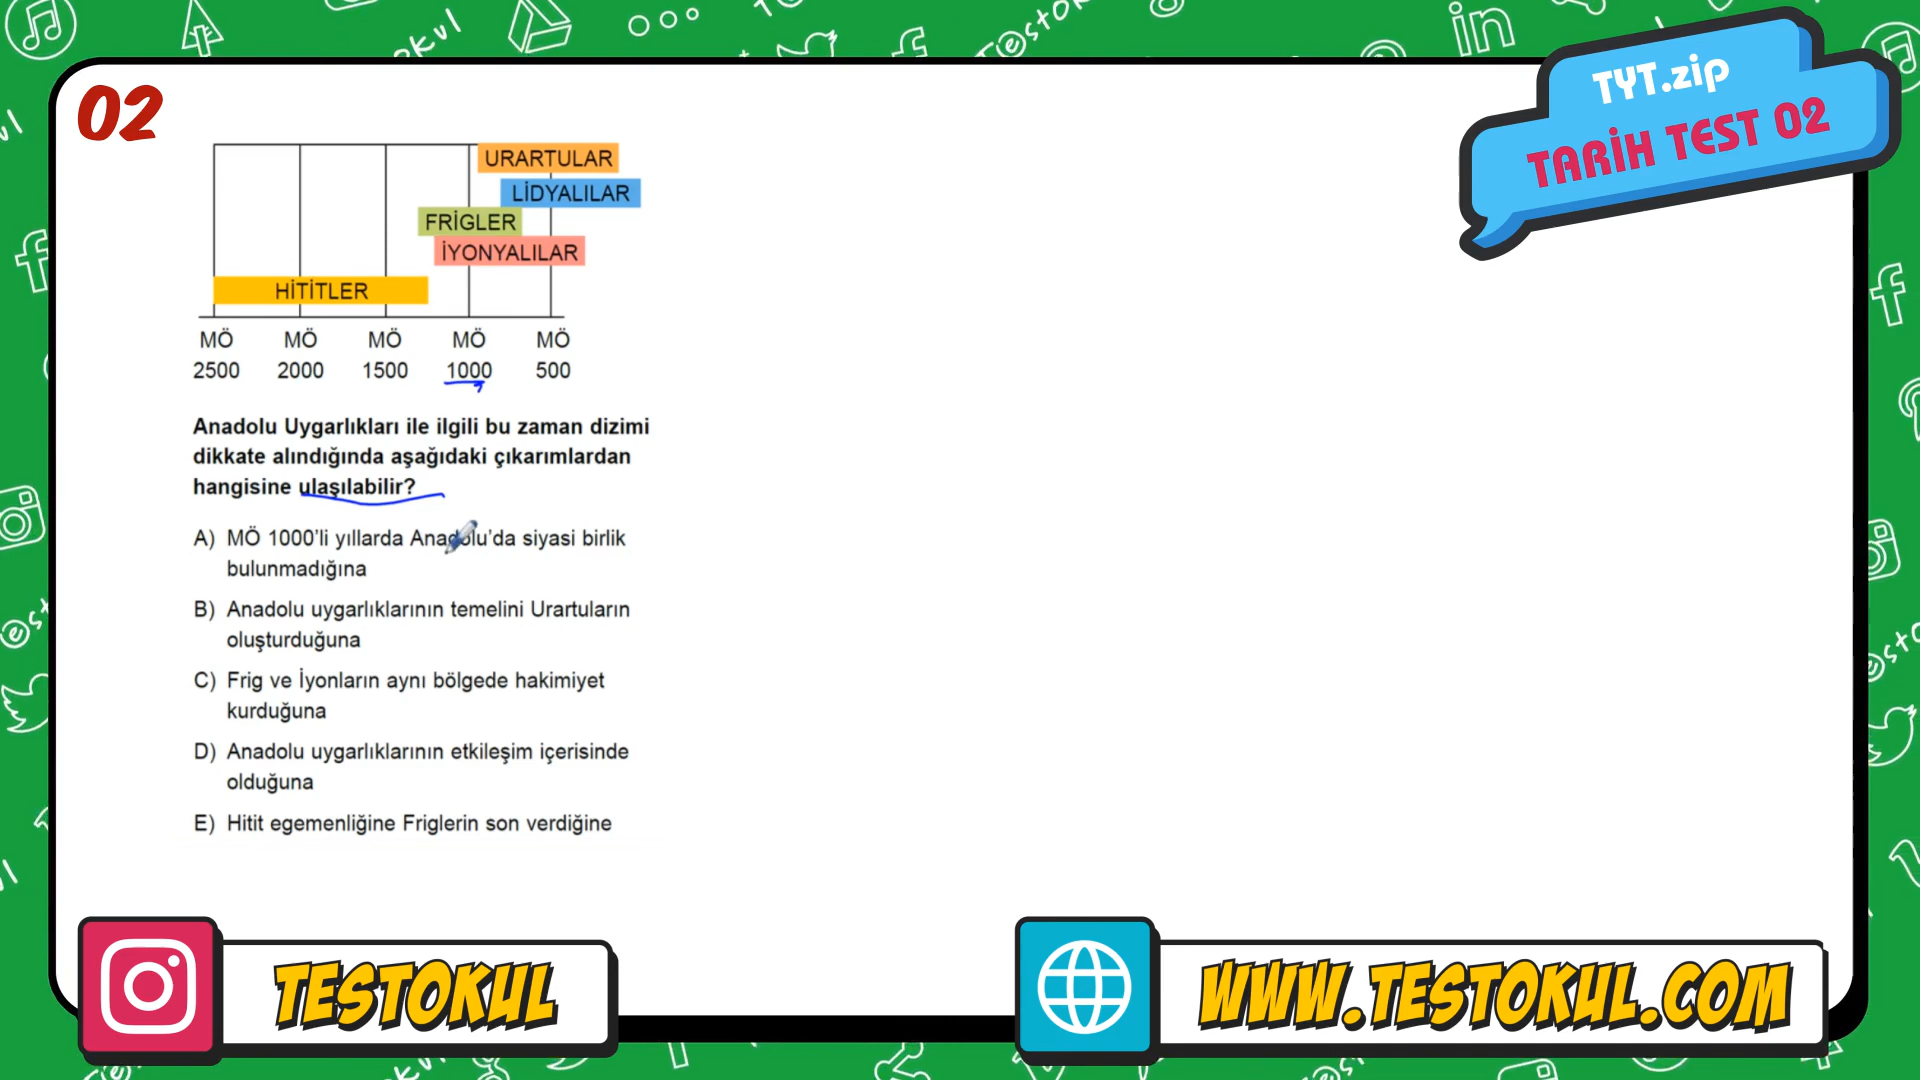 02
TYT.zip
TARİH TEST 02
URARTULAR
LİDYALILAR
FRİGLER
İYONYALILAR
HİTİTLER
MÖ MÖ MÖ MÖ MÖ
2500 2000 1500 1000 500
Anadolu Uygarlıkları ile ilgili bu zaman dizimi
dikkate alındığında aşağıdaki çıkarımlardan
hangisine ulaşılabilir?
A) MÖ 1000'li yıllarda Anadolu'da siyasi birlik
bulunmadığına
B) Anadolu uygarlıklarının temelini Urartuların
oluşturduğuna
C) Frig ve İyonların aynı bölgede hakimiyet
kurduğuna
D) Anadolu uygarlıklarının etkileşim içerisinde
olduğuna
E) Hitit egemenliğine Friglerin son verdiğine
TESTOKUL
WWW.TESTOKUL.COM